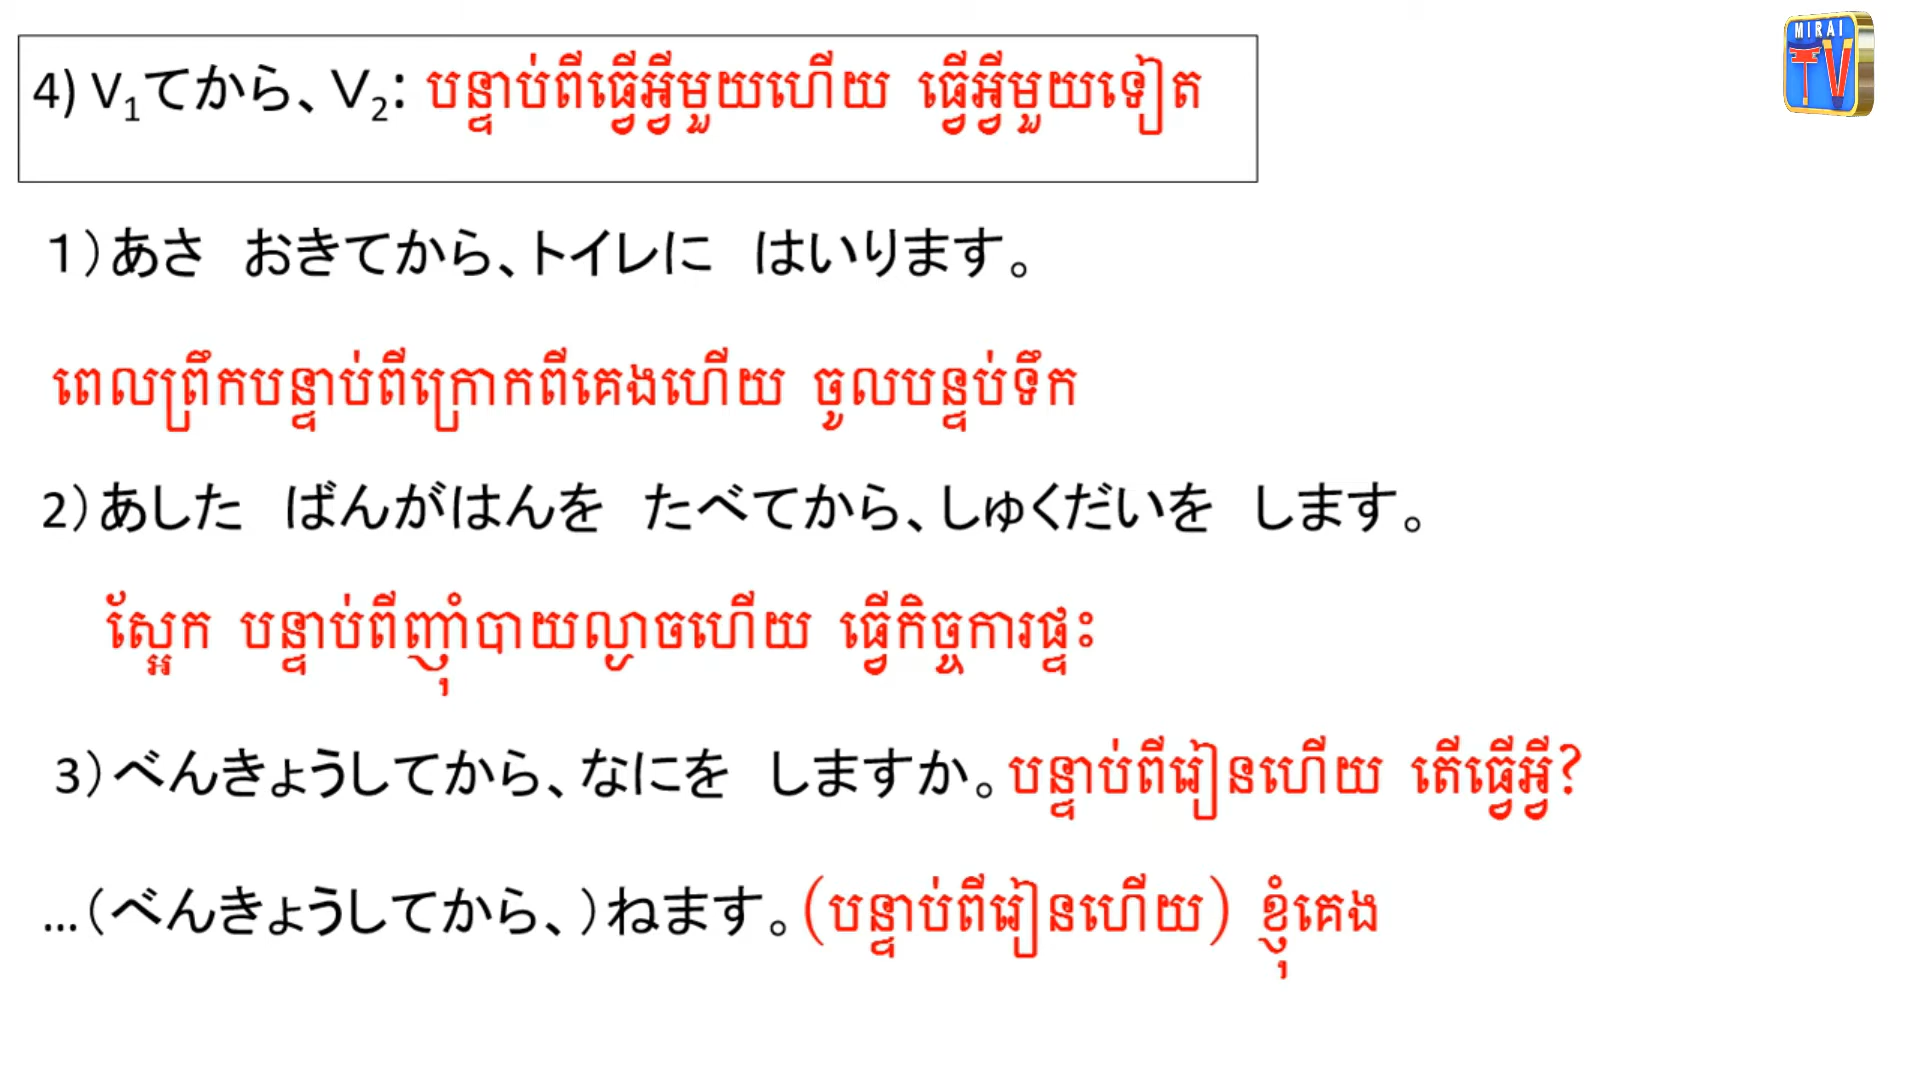 MIRAI
TV
4) V₁てから、V₂: បន្ទាប់ពីធ្វើអ្វីមួយហើយ ធ្វើអ្វីមួយទៀត
1）あさ　おきてから、トイレに　はいります。
ពេលព្រឹកបន្ទាប់ពីក្រោកពីគេងហើយ ចូលបន្ទប់ទឹក
2）あした　ばんがはんを　たべてから、しゅくだいを　します。
ស្អែក បន្ទាប់ពីញ៉ាំបាយល្ងាចហើយ ធ្វើកិច្ចការផ្ទះ
3）べんきょうしてから、なにを　しますか。បន្ទាប់ពីរៀនហើយ តើធ្វើអ្វី?
...（べんきょうしてから、）ねます。(បន្ទាប់ពីរៀនហើយ) ខ្ញុំគេង